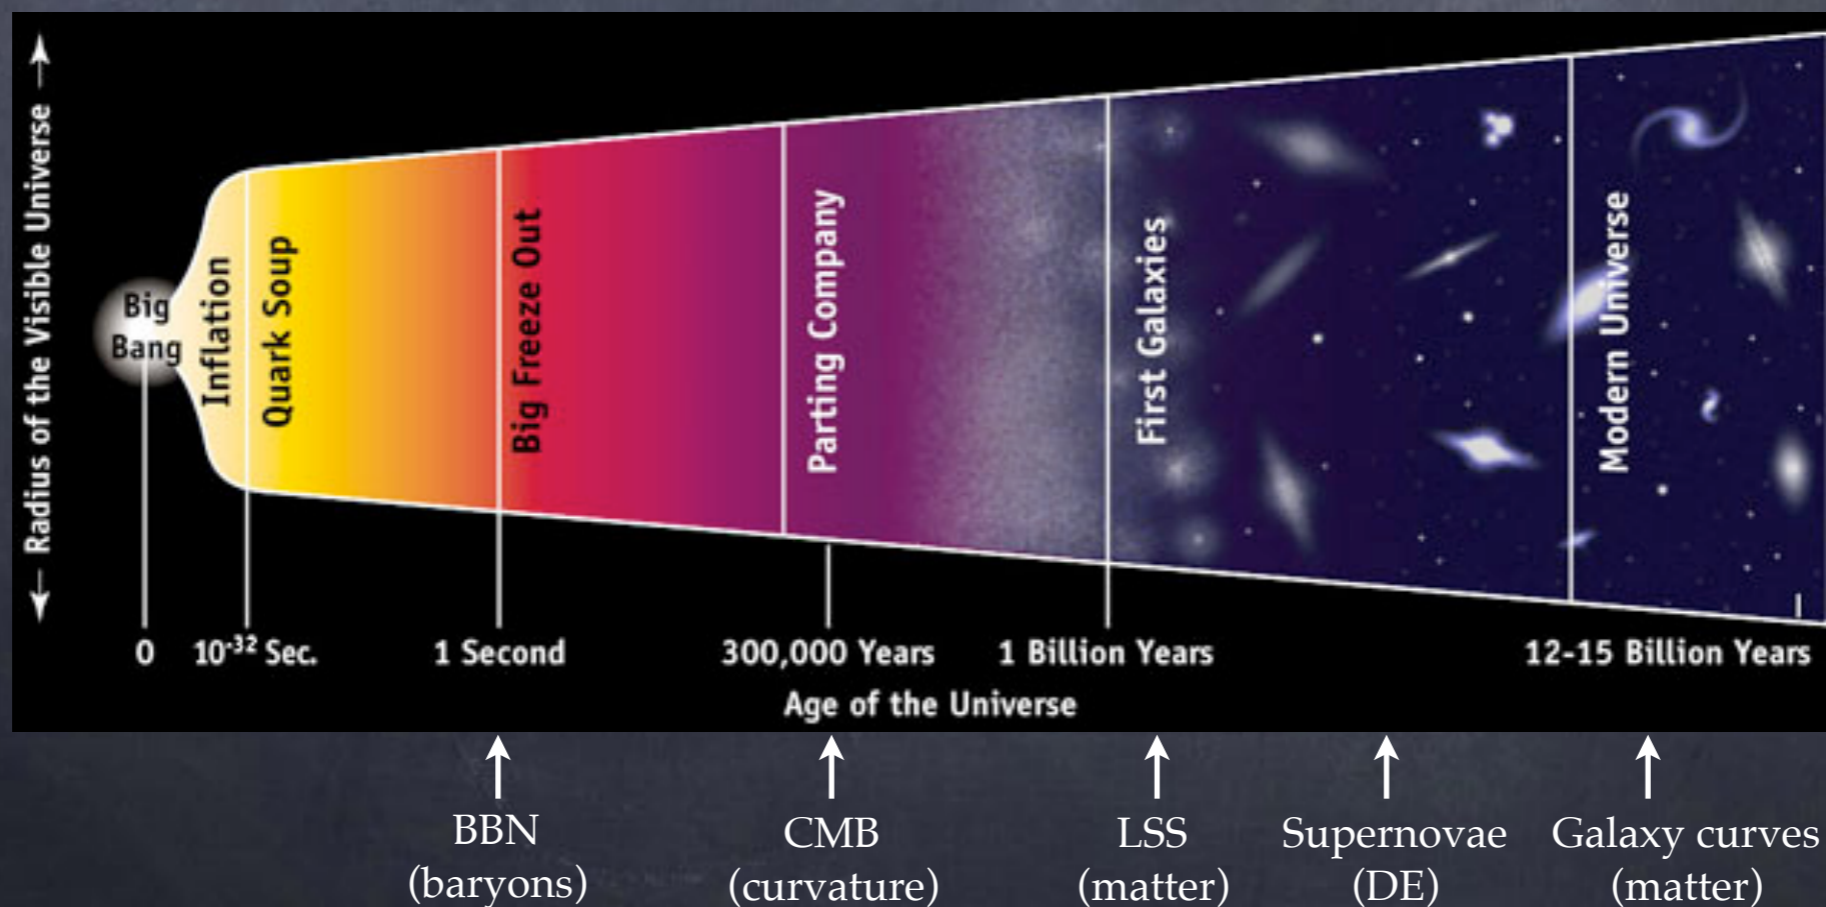 ← Radius of the Visible Universe →
Big
Bang
Inflation
Quark Soup
Big Freeze Out
Parting Company
First Galaxies
Modern Universe
0
10⁻³² Sec.
1 Second
300,000 Years
1 Billion Years
12-15 Billion Years
Age of the Universe
BBN
(baryons)
CMB
(curvature)
LSS
(matter)
Supernovae
(DE)
Galaxy curves
(matter)